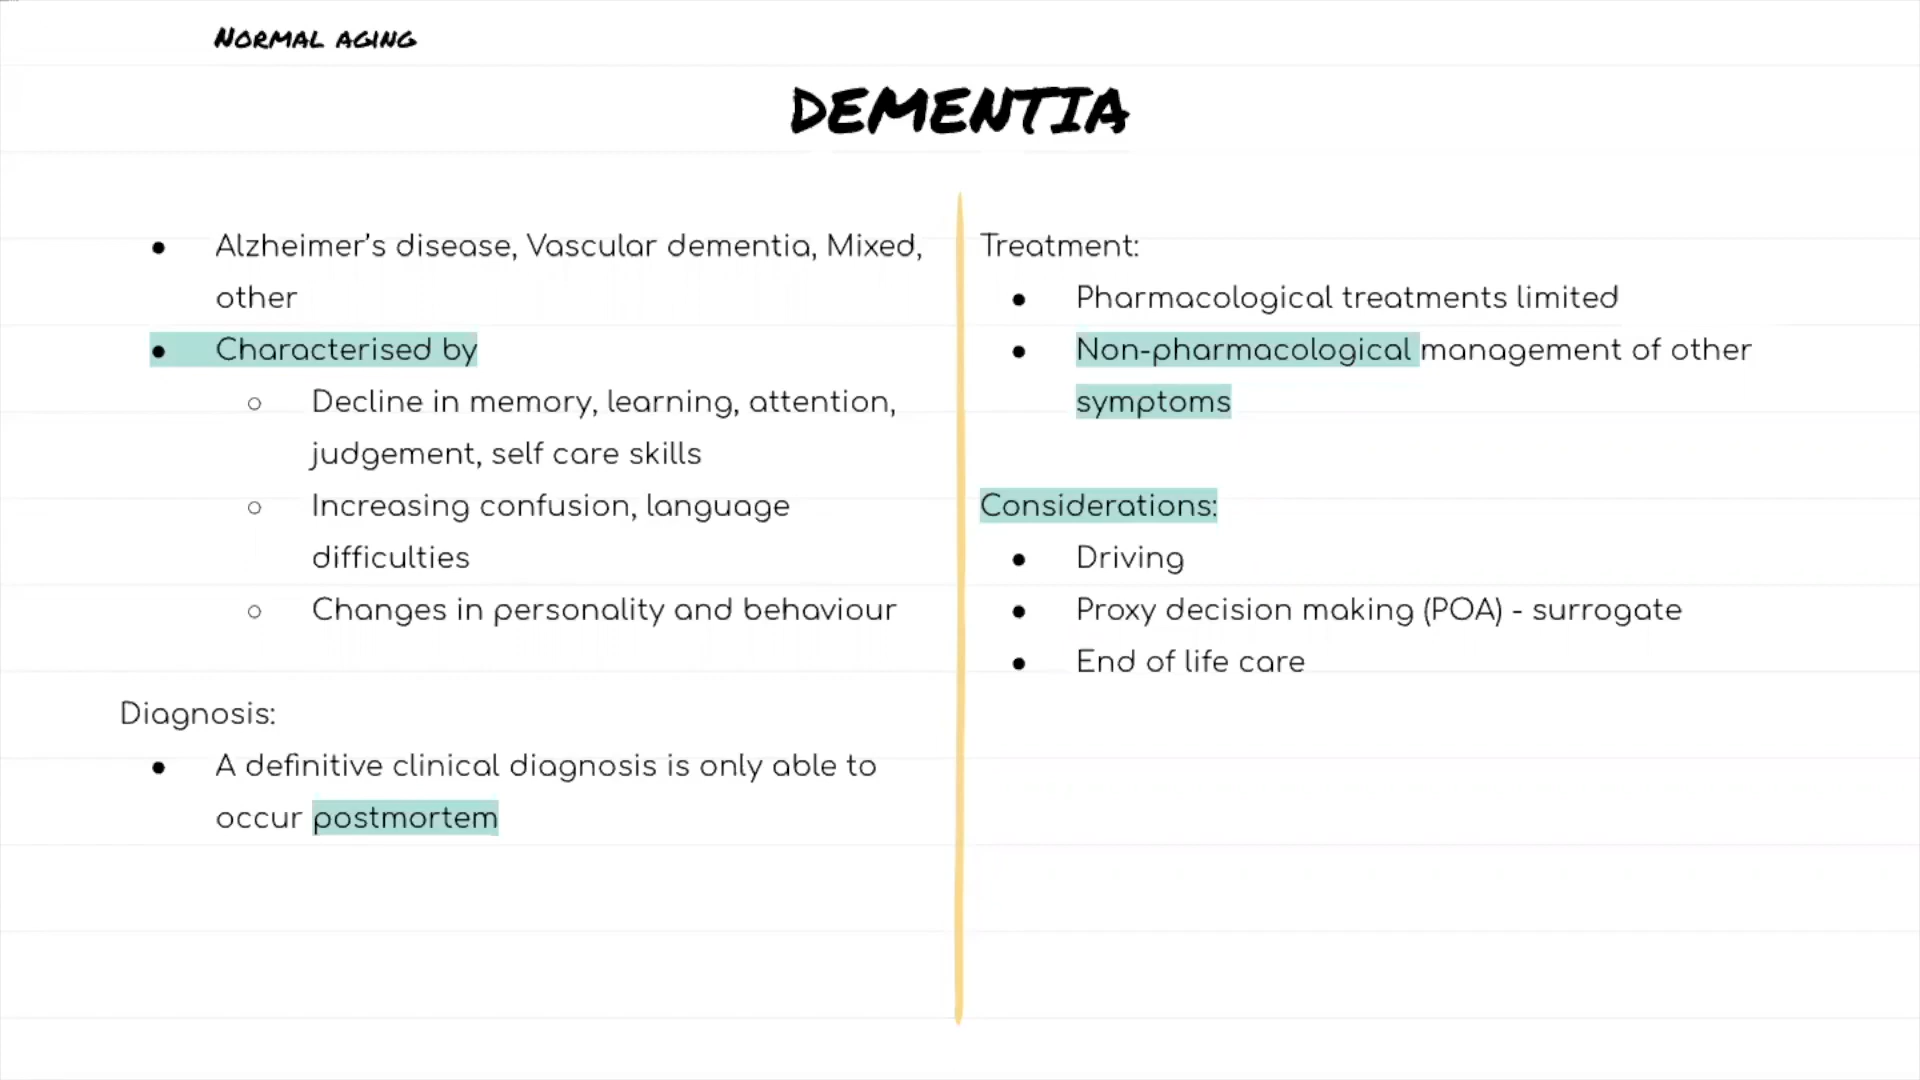 Normal aging
DEMENTIA
● Alzheimer's disease, Vascular dementia, Mixed,
other
● Characterised by
○ Decline in memory, learning, attention,
judgement, self care skills
○ Increasing confusion, language
difficulties
○ Changes in personality and behaviour
Diagnosis:
● A definitive clinical diagnosis is only able to
occur postmortem
Treatment:
● Pharmacological treatments limited
● Non-pharmacological management of other
symptoms
Considerations:
● Driving
● Proxy decision making (POA) - surrogate
● End of life care